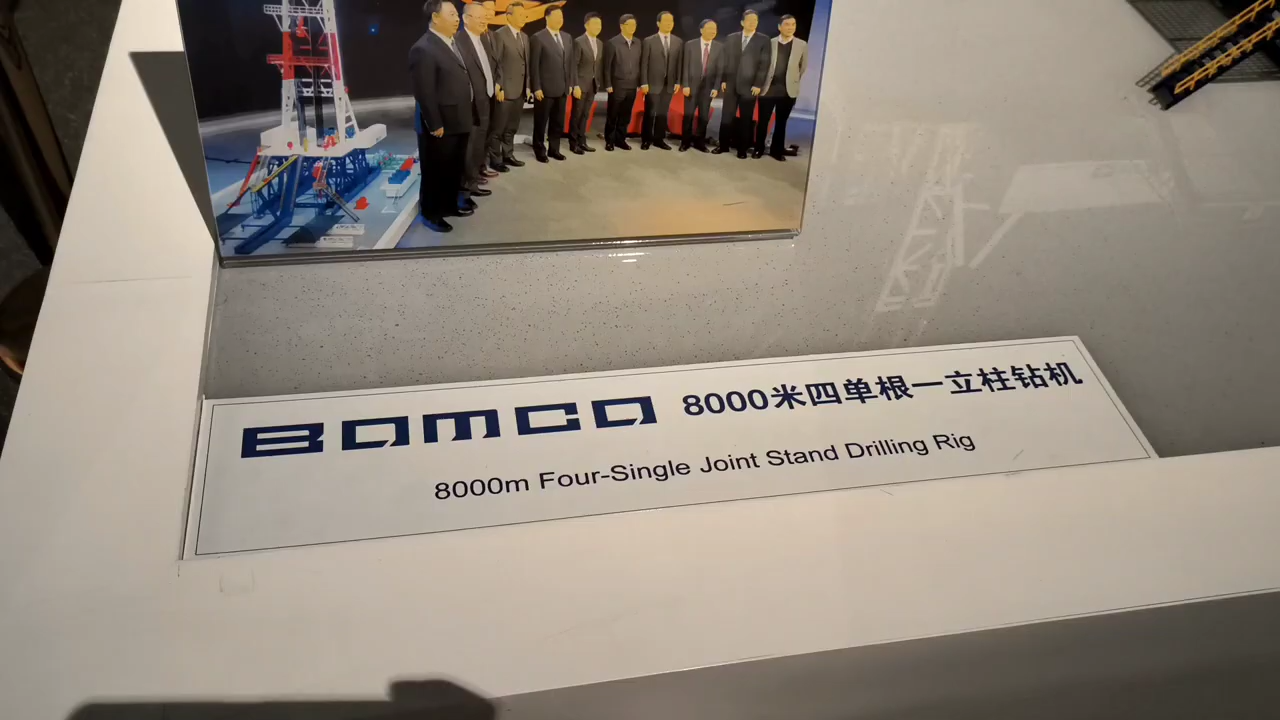 BOMCO 8000米四单根一立柱钻机
8000m Four-Single Joint Stand Drilling Rig